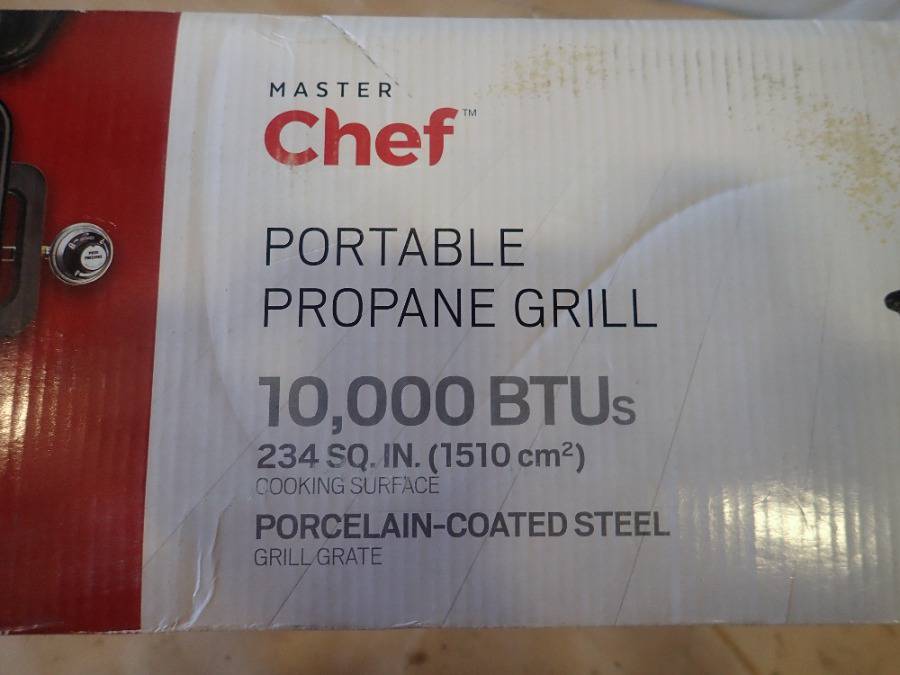 MASTER
Chef™
PORTABLE
PROPANE GRILL
10,000 BTUs
234 SQ. IN. (1510 cm²)
COOKING SURFACE
PORCELAIN-COATED STEEL
GRILL GRATE